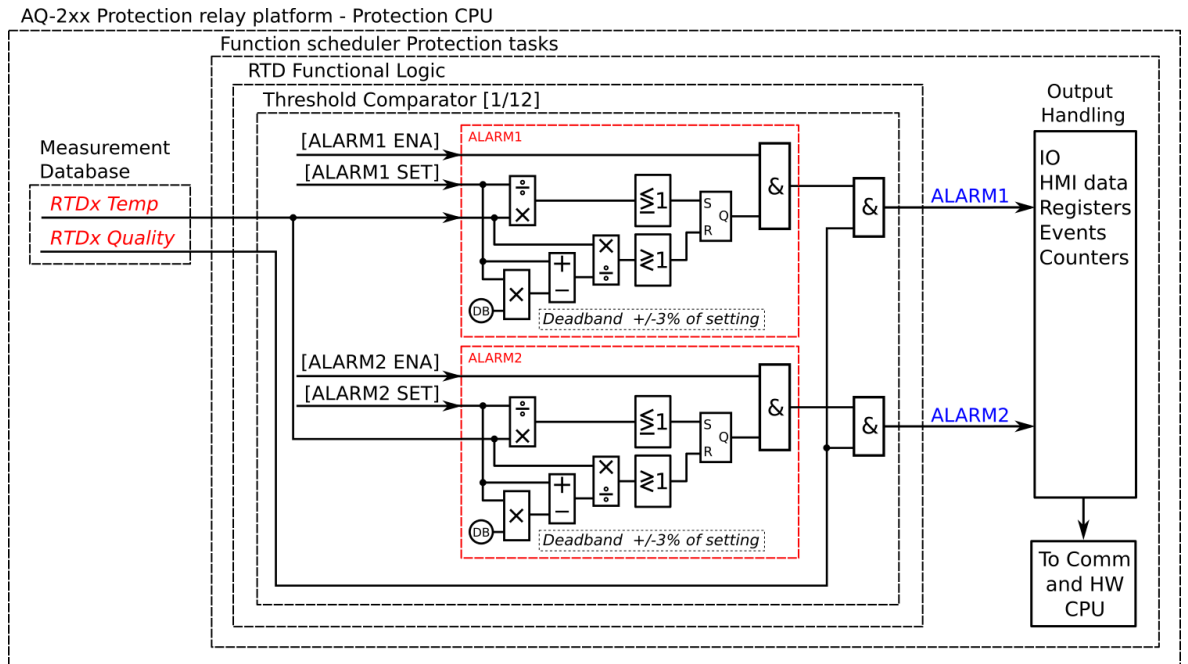 AQ-2xx Protection relay platform - Protection CPU
Function scheduler Protection tasks
RTD Functional Logic
Threshold Comparator [1/12]
Measurement
Database
RTDx Temp
RTDx Quality
[ALARM1 ENA]
[ALARM1 SET]
ALARM1
÷
×
≦1
S
Q
R
&
×
÷
≷1
+
−
×
DB
Deadband +/-3% of setting
&
ALARM1
[ALARM2 ENA]
[ALARM2 SET]
ALARM2
÷
×
≦1
S
Q
R
&
×
÷
≷1
+
−
×
DB
Deadband +/-3% of setting
&
ALARM2
Output
Handling
IO
HMI data
Registers
Events
Counters
To Comm
and HW
CPU